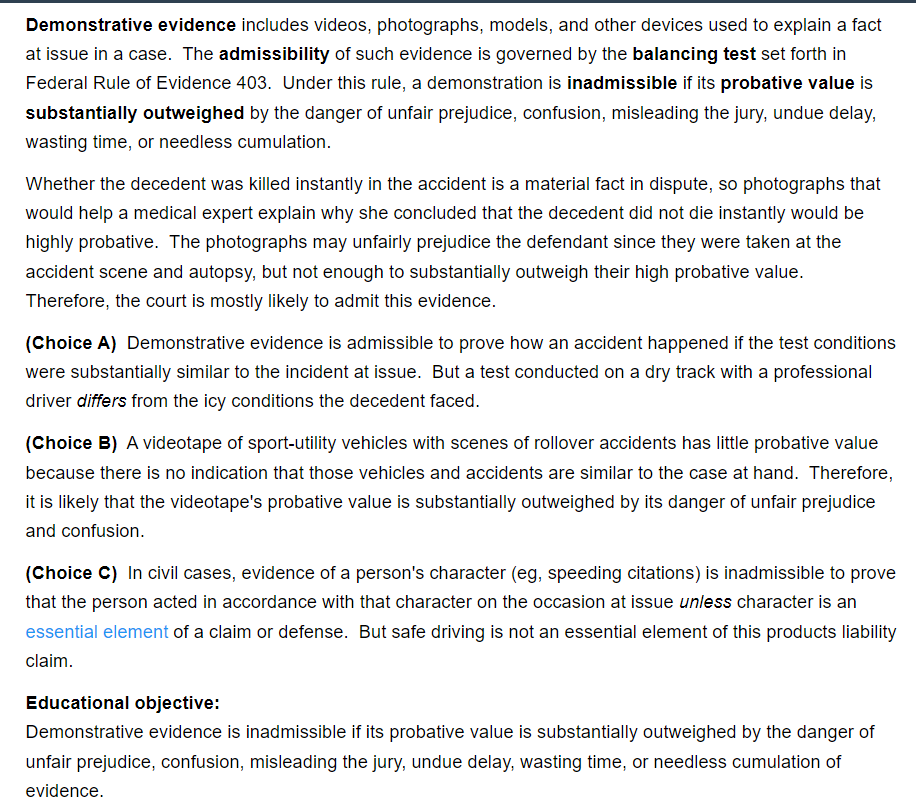 Demonstrative evidence includes videos, photographs, models, and other devices used to explain a fact
at issue in a case.  The admissibility of such evidence is governed by the balancing test set forth in
Federal Rule of Evidence 403.  Under this rule, a demonstration is inadmissible if its probative value is
substantially outweighed by the danger of unfair prejudice, confusion, misleading the jury, undue delay,
wasting time, or needless cumulation.
Whether the decedent was killed instantly in the accident is a material fact in dispute, so photographs that
would help a medical expert explain why she concluded that the decedent did not die instantly would be
highly probative.  The photographs may unfairly prejudice the defendant since they were taken at the
accident scene and autopsy, but not enough to substantially outweigh their high probative value.
Therefore, the court is mostly likely to admit this evidence.
(Choice A)  Demonstrative evidence is admissible to prove how an accident happened if the test conditions
were substantially similar to the incident at issue.  But a test conducted on a dry track with a professional
driver differs from the icy conditions the decedent faced.
(Choice B)  A videotape of sport-utility vehicles with scenes of rollover accidents has little probative value
because there is no indication that those vehicles and accidents are similar to the case at hand.  Therefore,
it is likely that the videotape's probative value is substantially outweighed by its danger of unfair prejudice
and confusion.
(Choice C)  In civil cases, evidence of a person's character (eg, speeding citations) is inadmissible to prove
that the person acted in accordance with that character on the occasion at issue unless character is an
essential element of a claim or defense.  But safe driving is not an essential element of this products liability
claim.
Educational objective:
Demonstrative evidence is inadmissible if its probative value is substantially outweighed by the danger of
unfair prejudice, confusion, misleading the jury, undue delay, wasting time, or needless cumulation of
evidence.